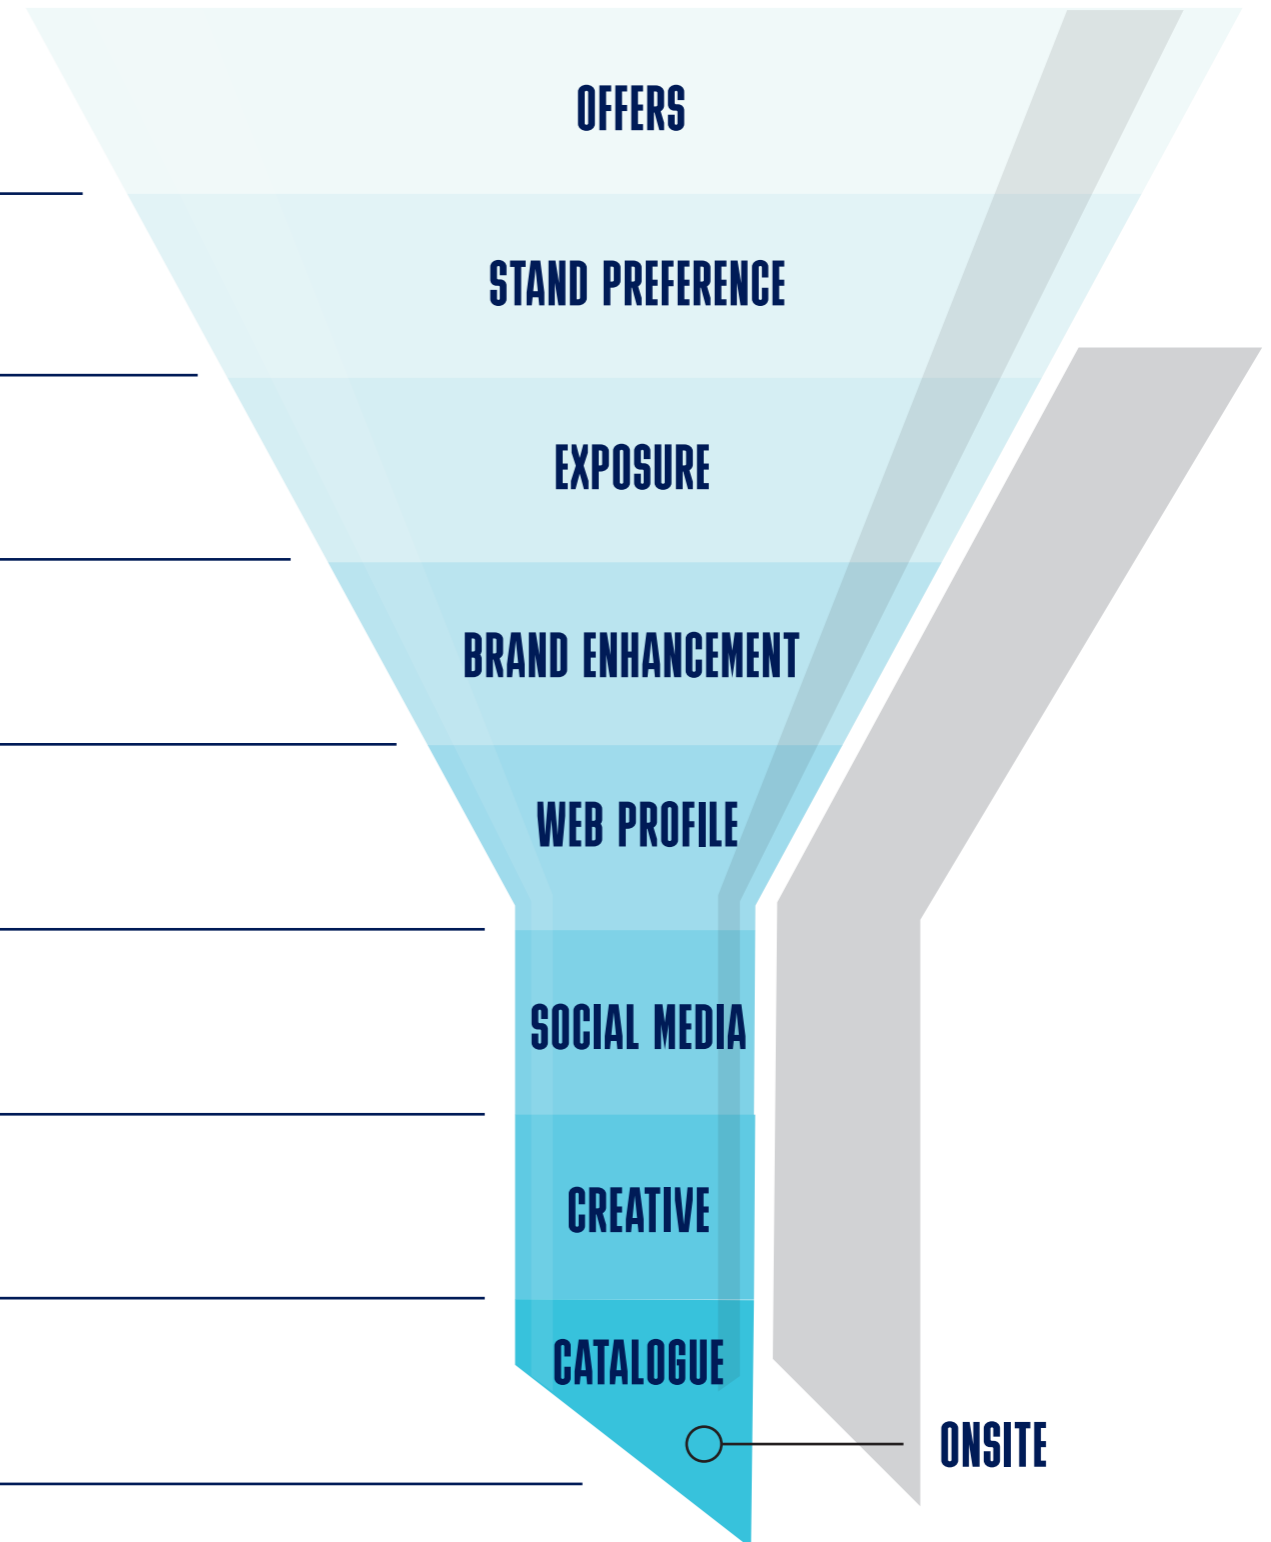 OFFERS
STAND PREFERENCE
EXPOSURE
BRAND ENHANCEMENT
WEB PROFILE
SOCIAL MEDIA
CREATIVE
CATALOGUE
ONSITE